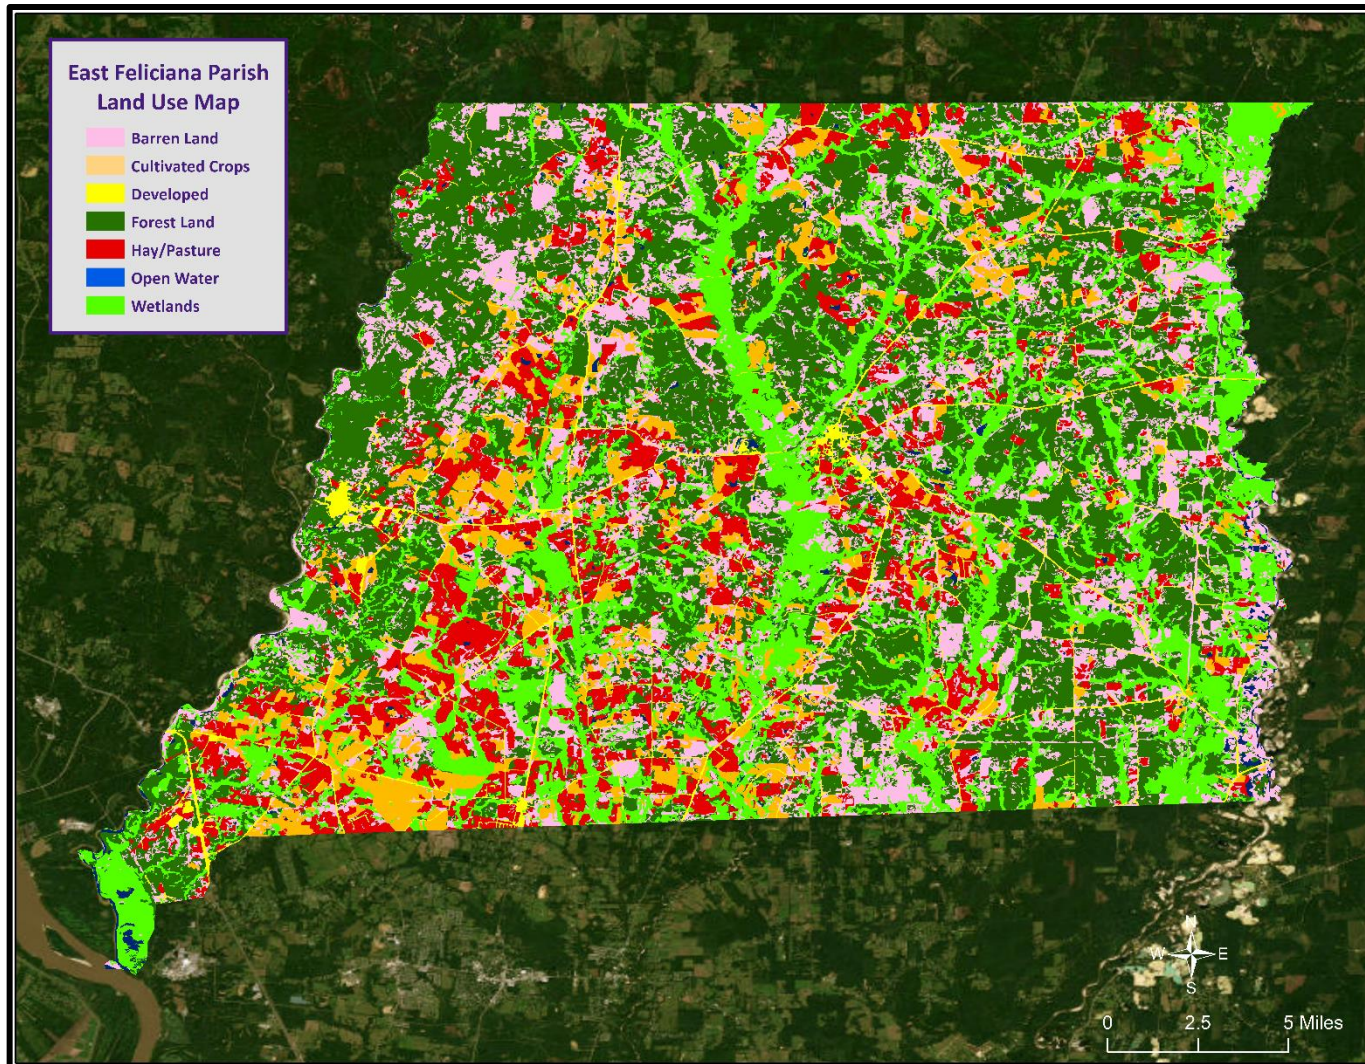 East Feliciana Parish
Land Use Map
Barren Land
Cultivated Crops
Developed
Forest Land
Hay/Pasture
Open Water
Wetlands
N
W
E
S
0 2.5 5 Miles